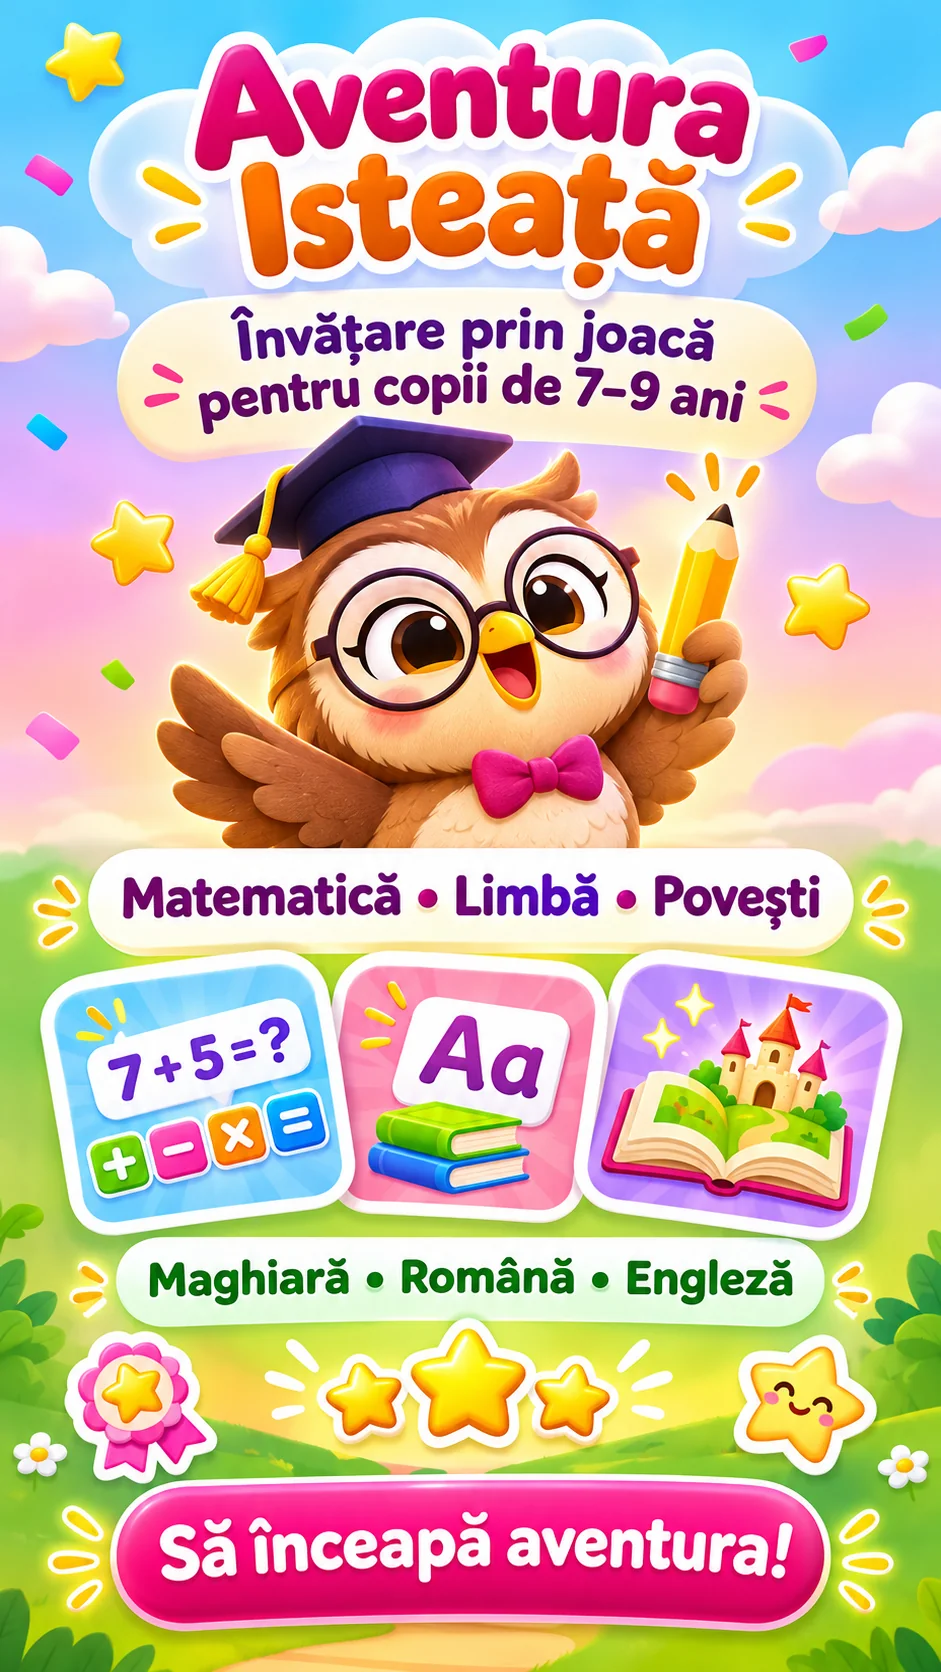 Aventura
Isteață
Învățare prin joacă
pentru copii de 7–9 ani
Matematică • Limbă • Povești
7+5=?
+ − × =
Aa
Maghiară • Română • Engleză
Să înceapă aventura!